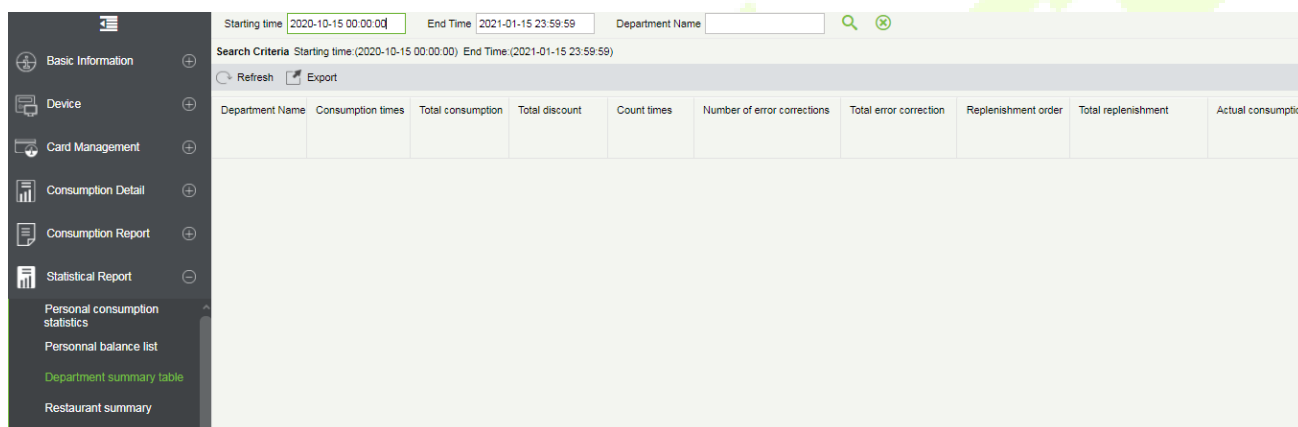 Starting time 2020-10-15 00:00:00 End Time 2021-01-15 23:59:59 Department Name
Search Criteria Starting time:(2020-10-15 00:00:00) End Time:(2021-01-15 23:59:59)
Refresh Export
Department Name Consumption times Total consumption Total discount Count times Number of error corrections Total error correction Replenishment order Total replenishment Actual
Basic Information
Device
Card Management
Consumption Detail
Consumption Report
Statistical Report
Personal consumption
statistics
Personnal balance list
Department summary table
Restaurant summary